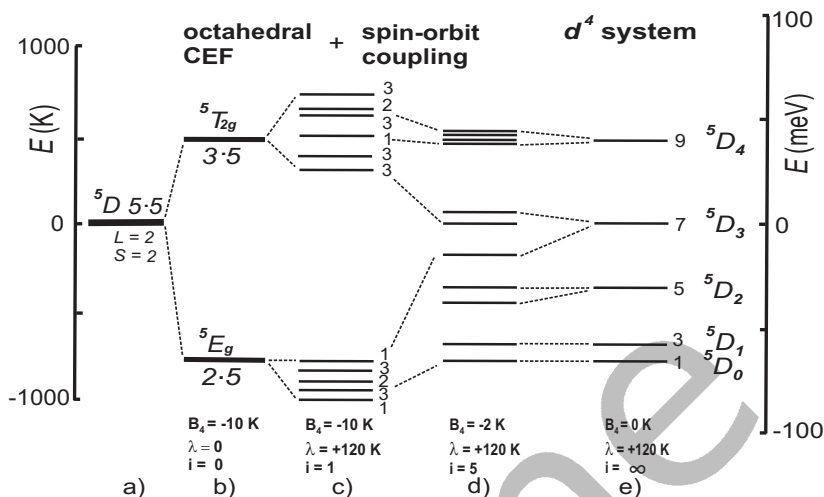 octahedral CEF + spin-orbit coupling d⁴ system
1000
0
-1000
E (K)
⁵D 5·5
L = 2
S = 2
⁵T₂g
3·5
⁵Eg
2·5
3
2
3
1
3
3
1
3
2
3
1
9 ⁵D₄
7 ⁵D₃
5 ⁵D₂
3 ⁵D₁
1 ⁵D₀
100
0
-100
E (meV)
B₄ = -10 K
λ = 0
i = 0
B₄ = -10 K
λ = +120 K
i = 1
B₄ = -2 K
λ = +120 K
i = 5
B₄ = 0 K
λ = +120 K
i = ∞
a) b) c) d) e)